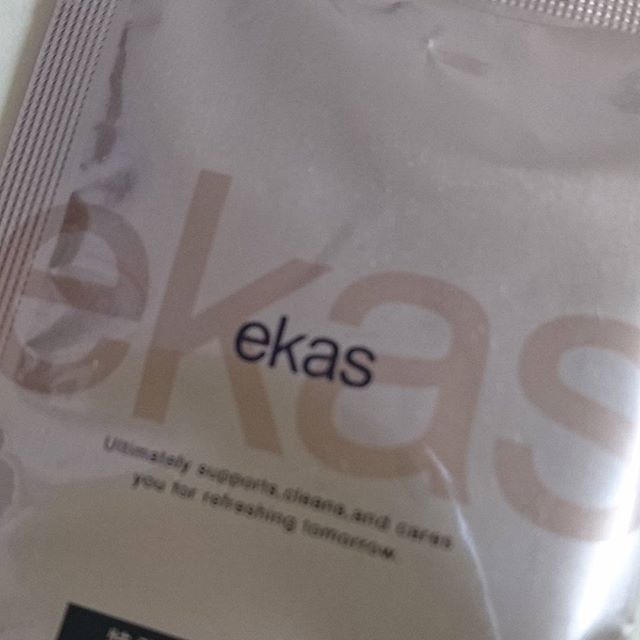 ekas
ekas
Ultimately supports,cleans,and cares
you for refreshing tomorrow.